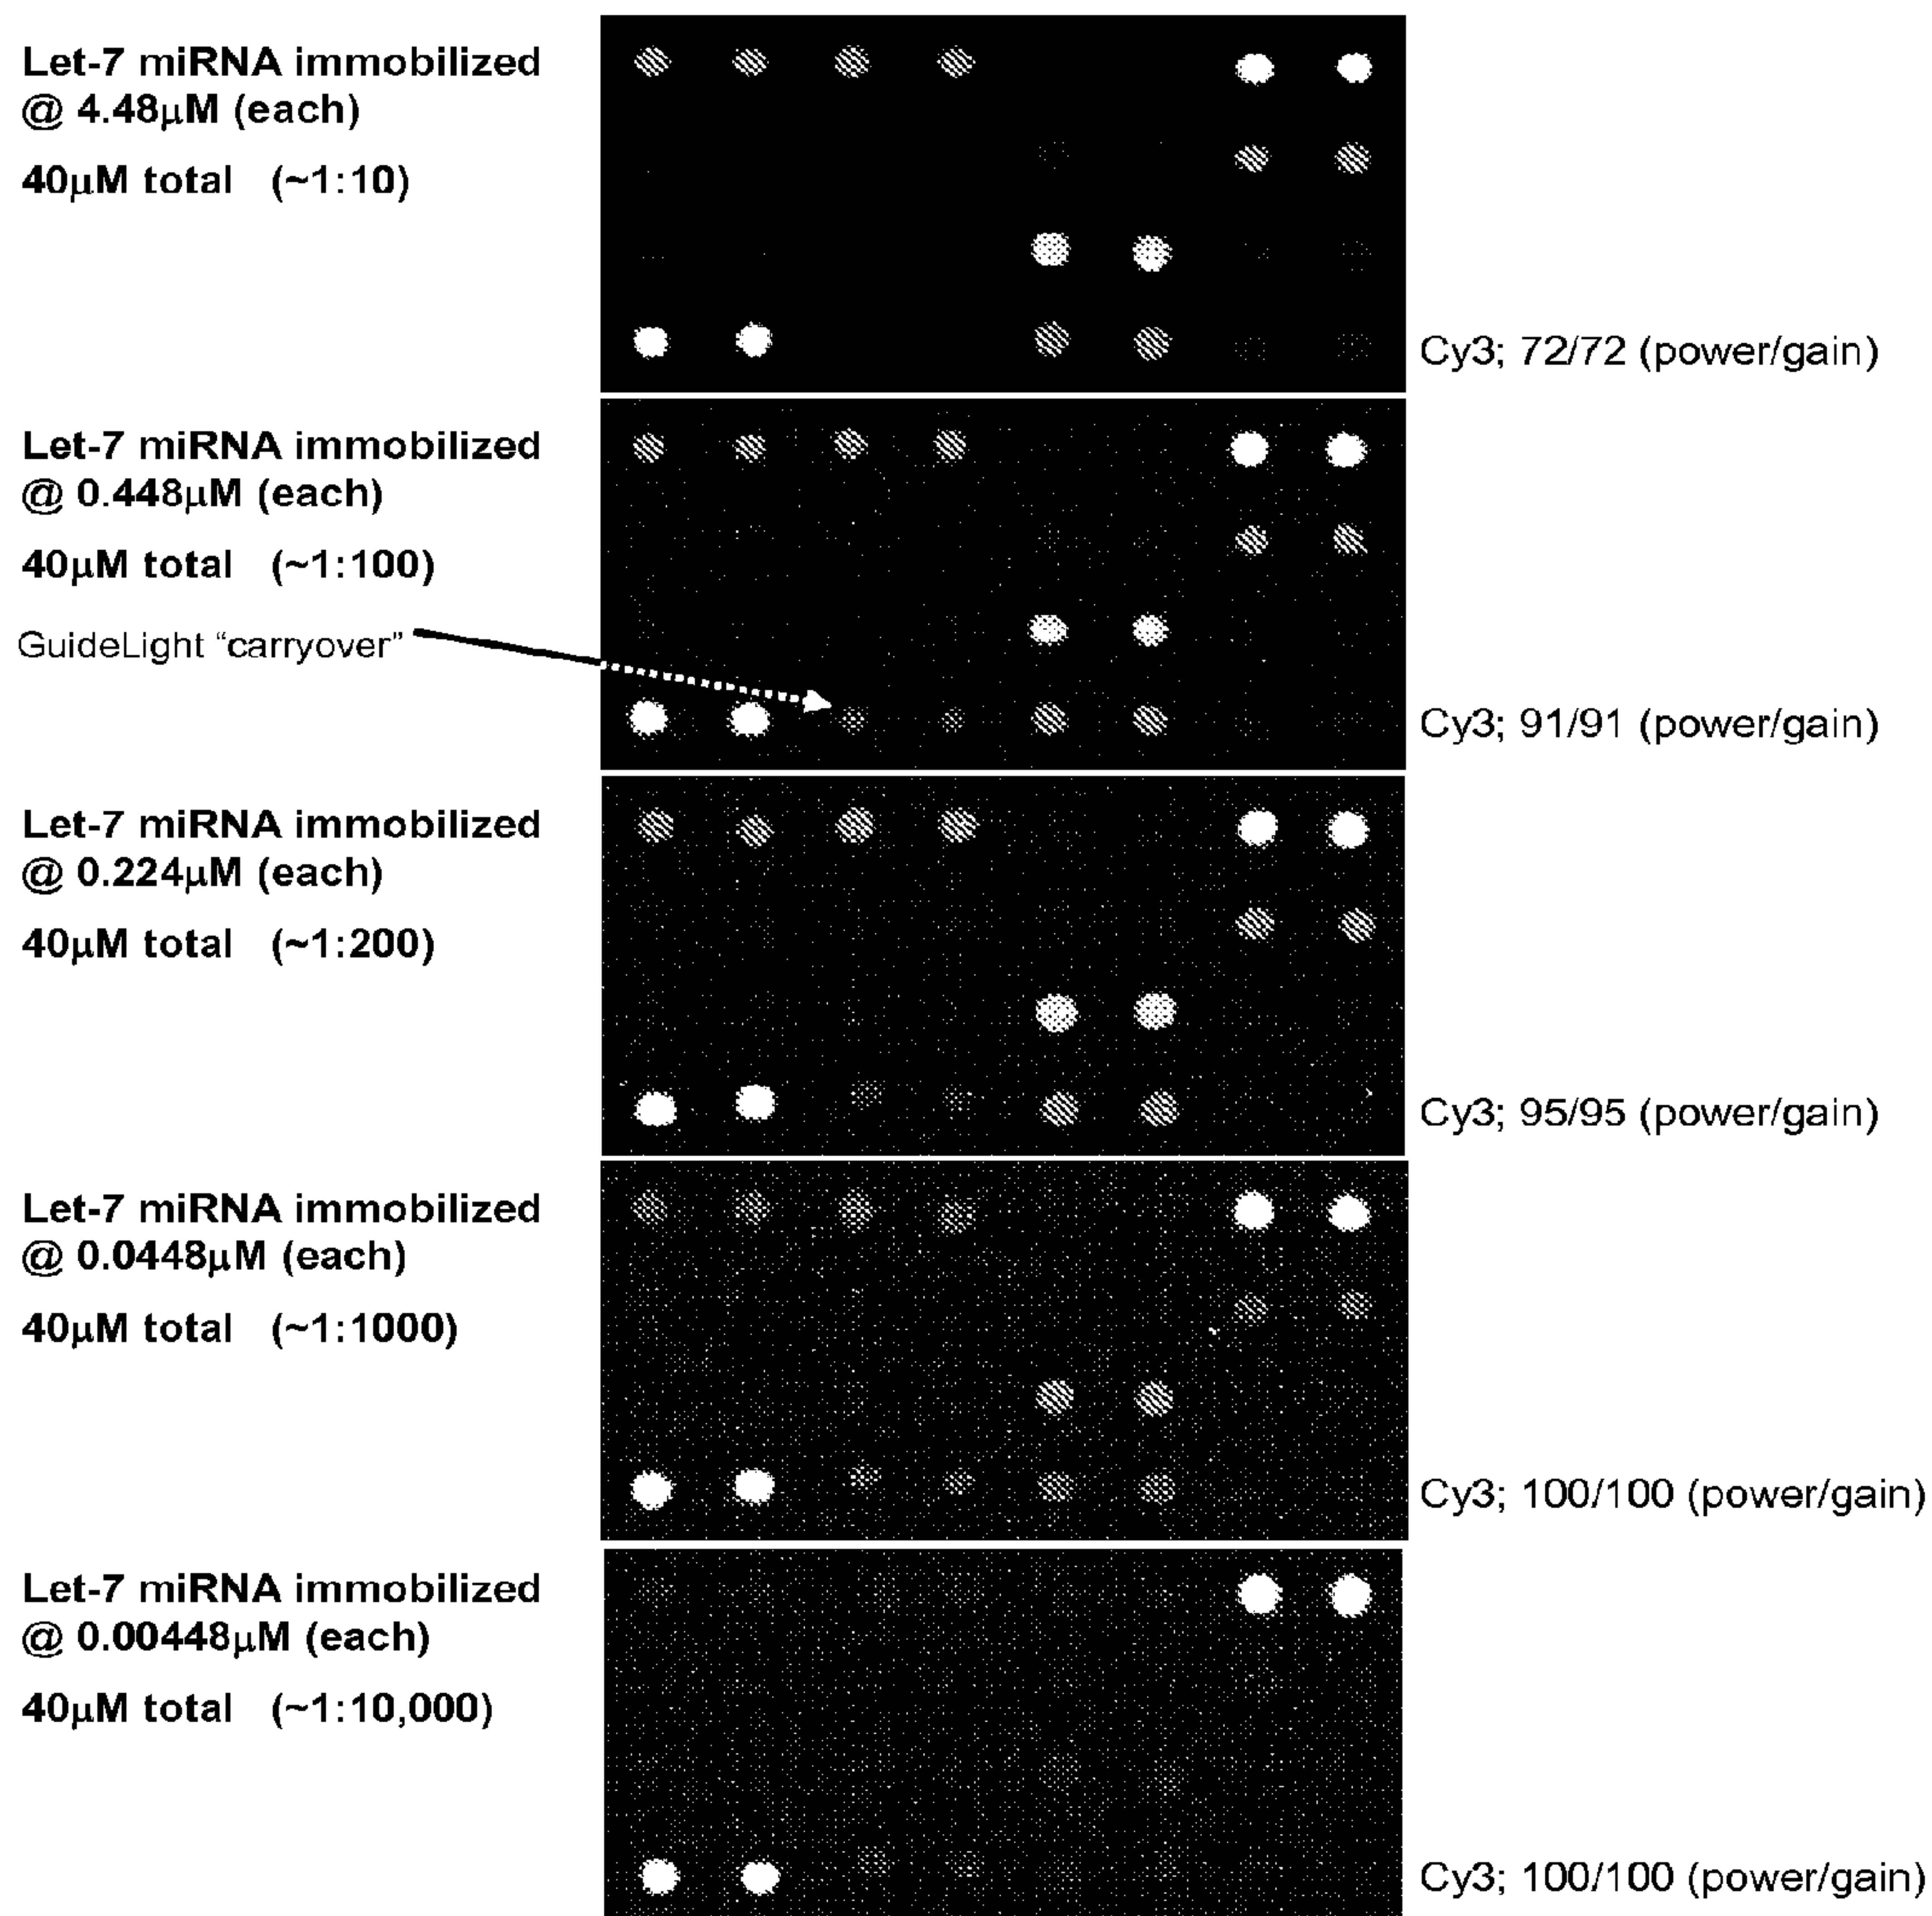 Let-7 miRNA immobilized
@ 4.48μM (each)
40μM total (~1:10)
Cy3; 72/72 (power/gain)
Let-7 miRNA immobilized
@ 0.448μM (each)
40μM total (~1:100)
GuideLight “carryover”
Cy3; 91/91 (power/gain)
Let-7 miRNA immobilized
@ 0.224μM (each)
40μM total (~1:200)
Cy3; 95/95 (power/gain)
Let-7 miRNA immobilized
@ 0.0448μM (each)
40μM total (~1:1000)
Cy3; 100/100 (power/gain)
Let-7 miRNA immobilized
@ 0.00448μM (each)
40μM total (~1:10,000)
Cy3; 100/100 (power/gain)